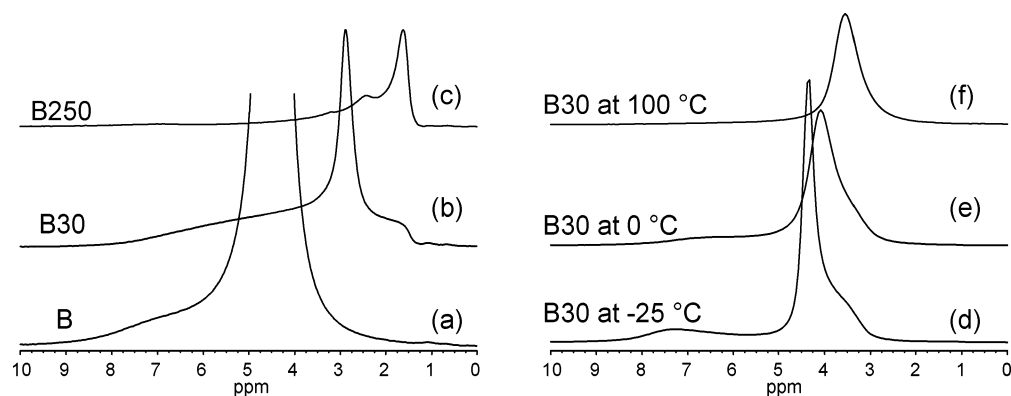 B250
(c)
B30
(b)
B
(a)
10 9 8 7 6 5 4 3 2 1 0
ppm
B30 at 100 °C
(f)
B30 at 0 °C
(e)
B30 at -25 °C
(d)
10 9 8 7 6 5 4 3 2 1 0
ppm